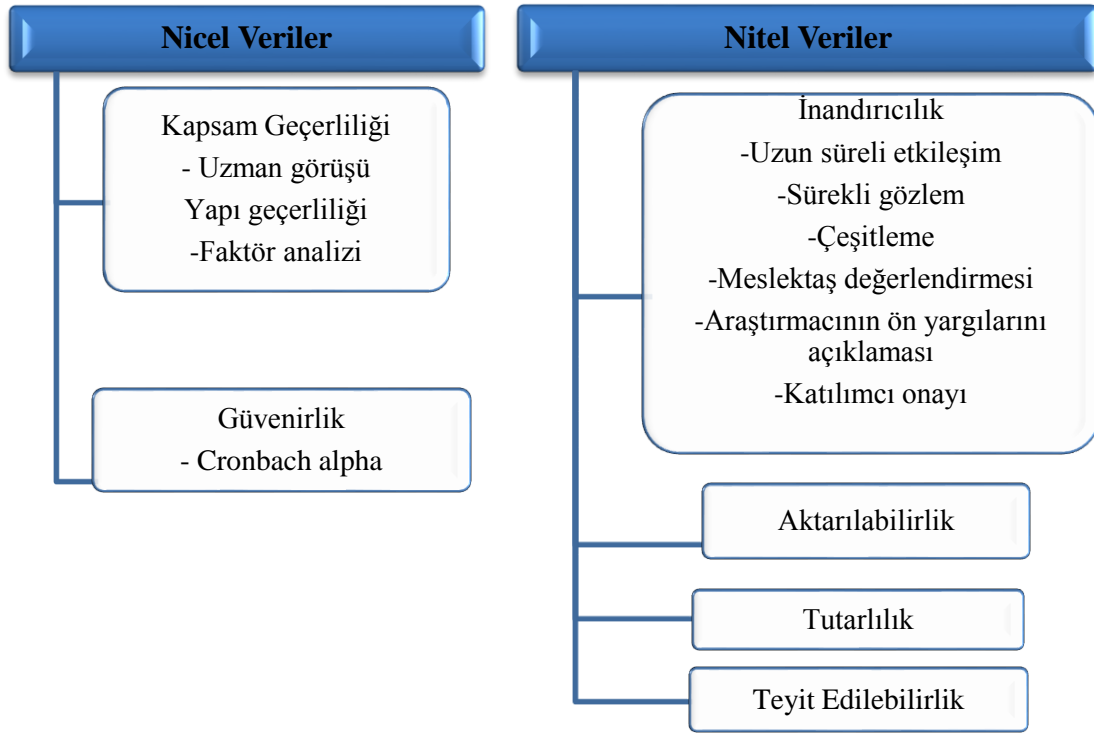 Nicel Veriler
Kapsam Geçerliliği
- Uzman görüşü
Yapı geçerliliği
-Faktör analizi
Güvenirlik
- Cronbach alpha
Nitel Veriler
İnandırıcılık
-Uzun süreli etkileşim
-Sürekli gözlem
-Çeşitleme
-Meslektaş değerlendirmesi
-Araştırmacının ön yargılarını
açıklaması
-Katılımcı onayı
Aktarılabilirlik
Tutarlılık
Teyit Edilebilirlik